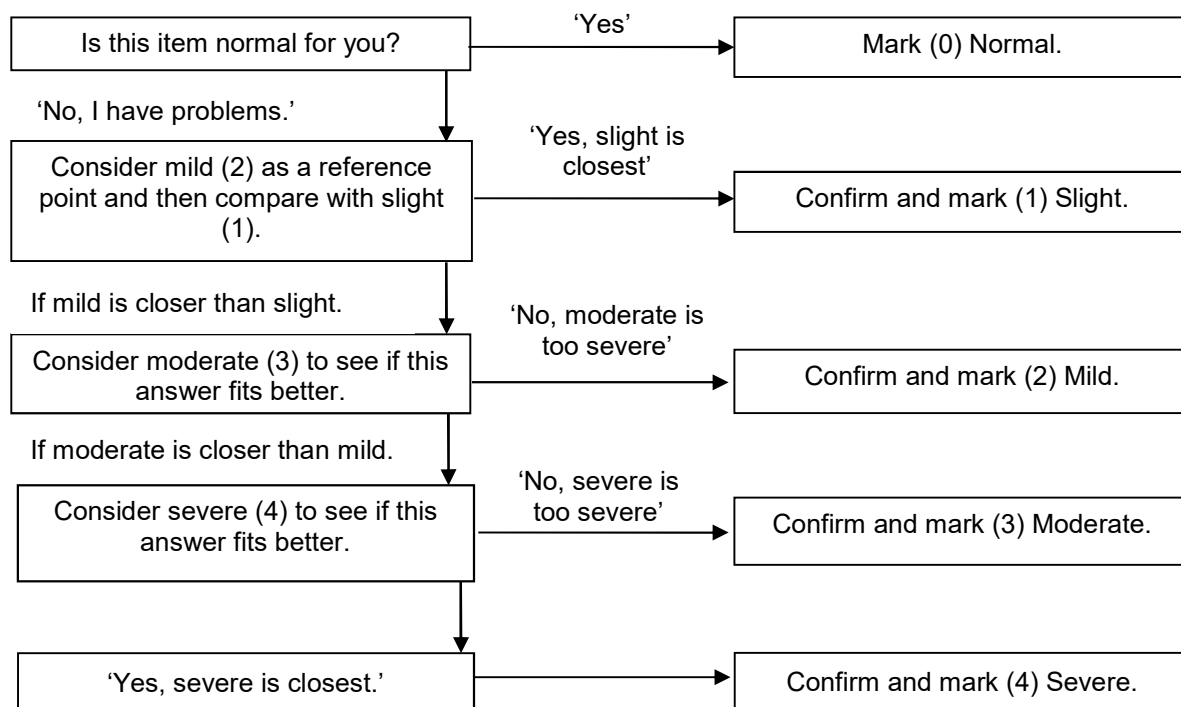 Is this item normal for you?
‘Yes’
Mark (0) Normal.
‘No, I have problems.’
Consider mild (2) as a reference
point and then compare with slight
(1).
‘Yes, slight is
closest’
Confirm and mark (1) Slight.
If mild is closer than slight.
Consider moderate (3) to see if this
answer fits better.
‘No, moderate is
too severe’
Confirm and mark (2) Mild.
If moderate is closer than mild.
Consider severe (4) to see if this
answer fits better.
‘No, severe is
too severe’
Confirm and mark (3) Moderate.
‘Yes, severe is closest.’
Confirm and mark (4) Severe.